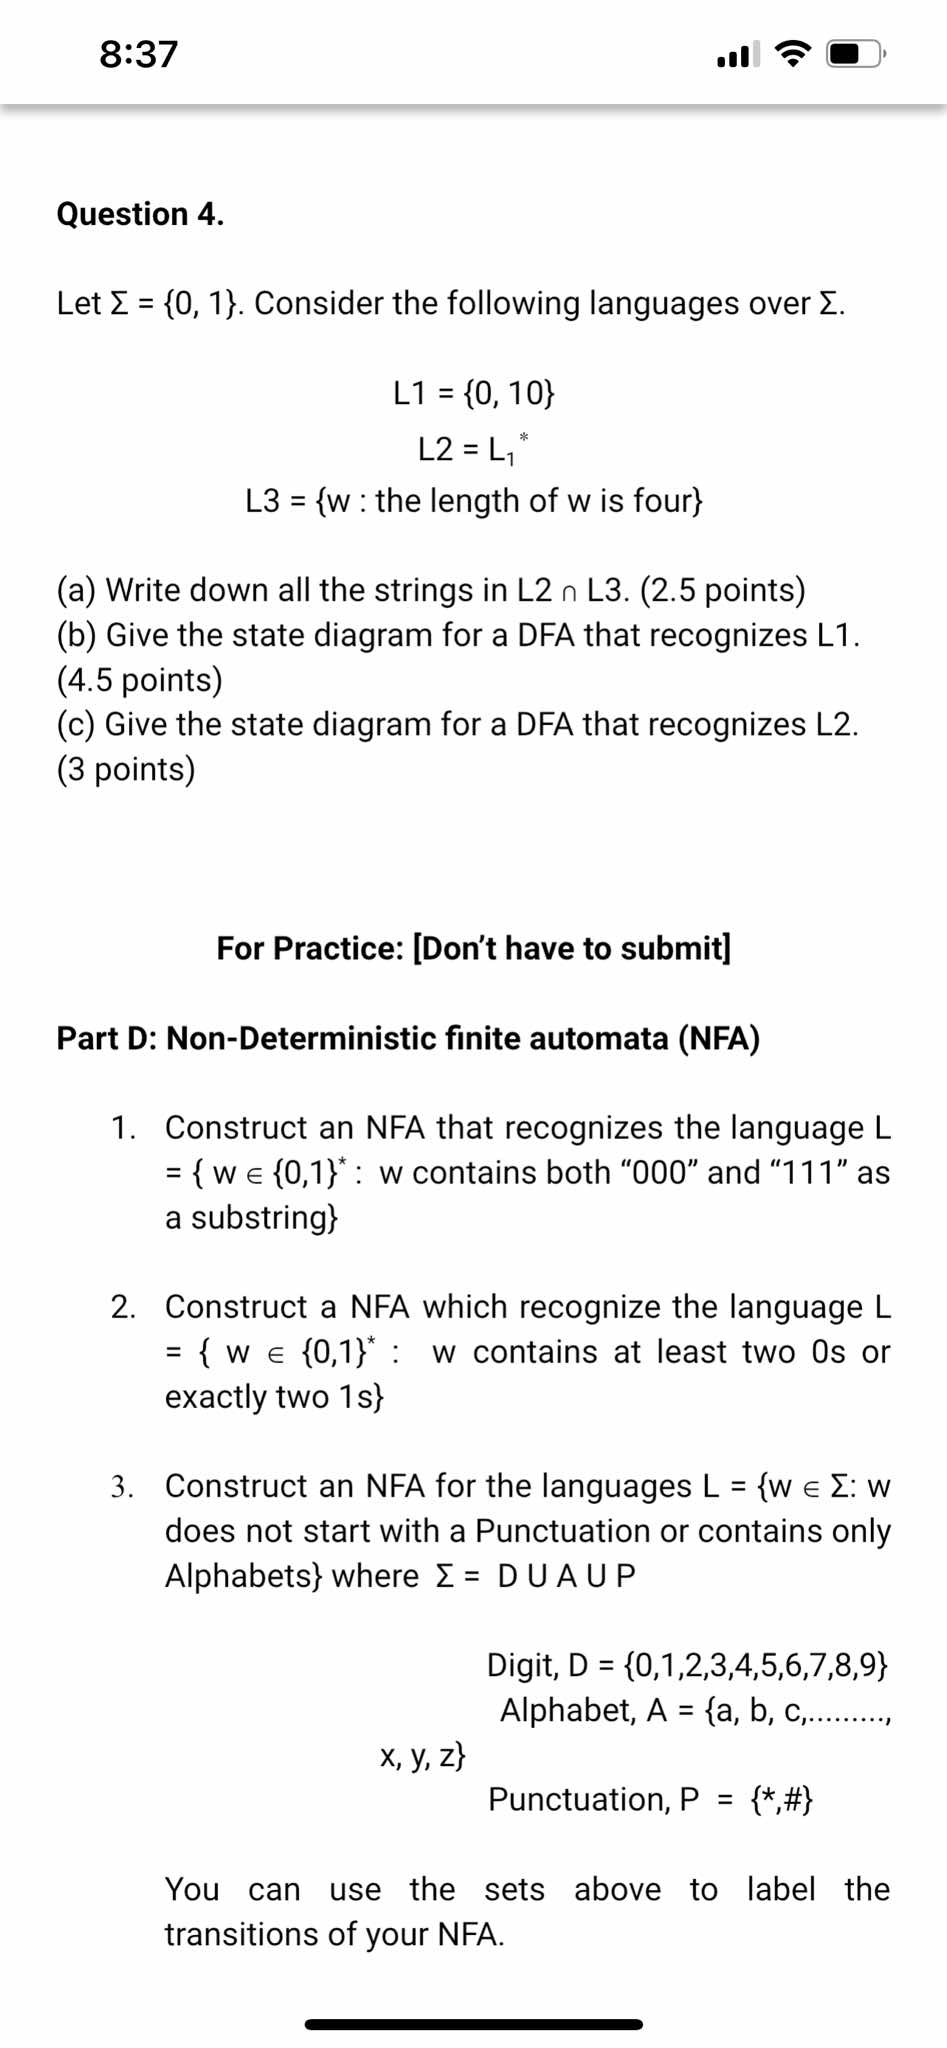 8:37
Question 4.
Let Σ = {0, 1}. Consider the following languages over Σ.
L1 = {0, 10}
L2 = L₁*
L3 = {w : the length of w is four}
(a) Write down all the strings in L2 ∩ L3. (2.5 points)
(b) Give the state diagram for a DFA that recognizes L1.
(4.5 points)
(c) Give the state diagram for a DFA that recognizes L2.
(3 points)
For Practice: [Don't have to submit]
Part D: Non-Deterministic finite automata (NFA)
1. Construct an NFA that recognizes the language L
= { w ∈ {0,1}* : w contains both “000” and “111” as
a substring}
2. Construct a NFA which recognize the language L
= { w ∈ {0,1}* : w contains at least two 0s or
exactly two 1s}
3. Construct an NFA for the languages L = {w ∈ Σ: w
does not start with a Punctuation or contains only
Alphabets} where Σ = D U A U P
Digit, D = {0,1,2,3,4,5,6,7,8,9}
Alphabet, A = {a, b, c,.........,
x, y, z}
Punctuation, P = {*,#}
You can use the sets above to label the
transitions of your NFA.